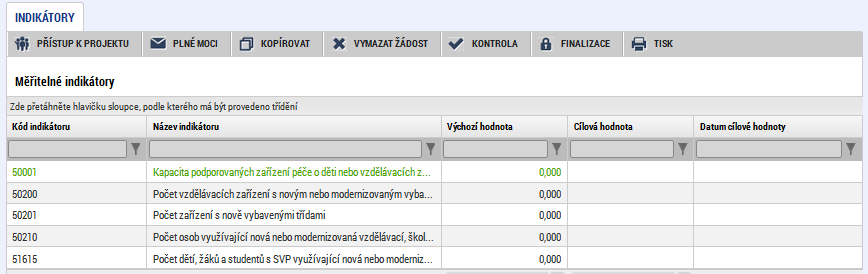 INDIKÁTORY
PŘÍSTUP K PROJEKTU PLNÉ MOCI KOPÍROVAT VYMAZAT ŽÁDOST KONTROLA FINALIZACE TISK
Měřitelné indikátory
Zde přetáhněte hlavičku sloupce, podle kterého má být provedeno třídění
Kód indikátoru Název indikátoru Výchozí hodnota Cílová hodnota Datum cílové hodnoty
50001 Kapacita podporovaných zařízení péče o děti nebo vzdělávacích z... 0,000
50200 Počet vzdělávacích zařízení s novým nebo modernizovaným vyba... 0,000
50201 Počet zařízení s nově vybavenými třídami 0,000
50210 Počet osob využívající nová nebo modernizovaná vzdělávací, škol... 0,000
51615 Počet dětí, žáků a studentů s SVP využívající nová nebo moderniz... 0,000